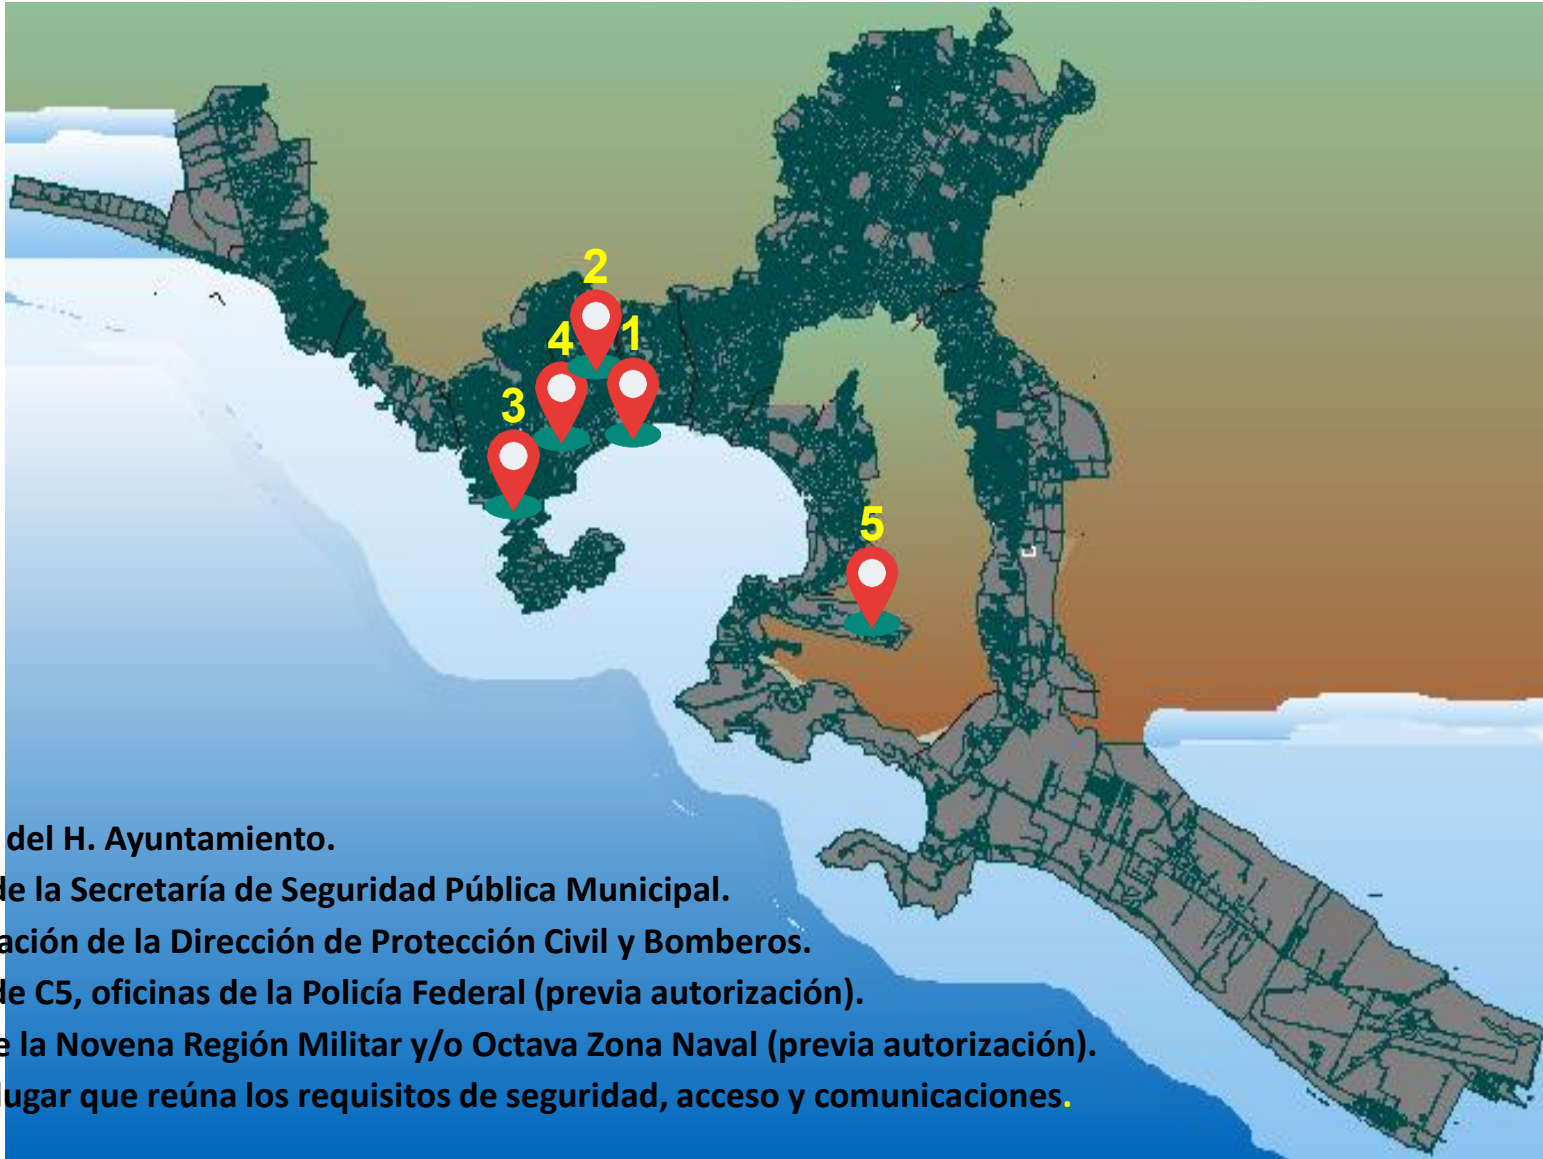 2
4 1
3
5
del H. Ayuntamiento.
de la Secretaría de Seguridad Pública Municipal.
ación de la Dirección de Protección Civil y Bomberos.
de C5, oficinas de la Policía Federal (previa autorización).
e la Novena Región Militar y/o Octava Zona Naval (previa autorización).
lugar que reúna los requisitos de seguridad, acceso y comunicaciones.